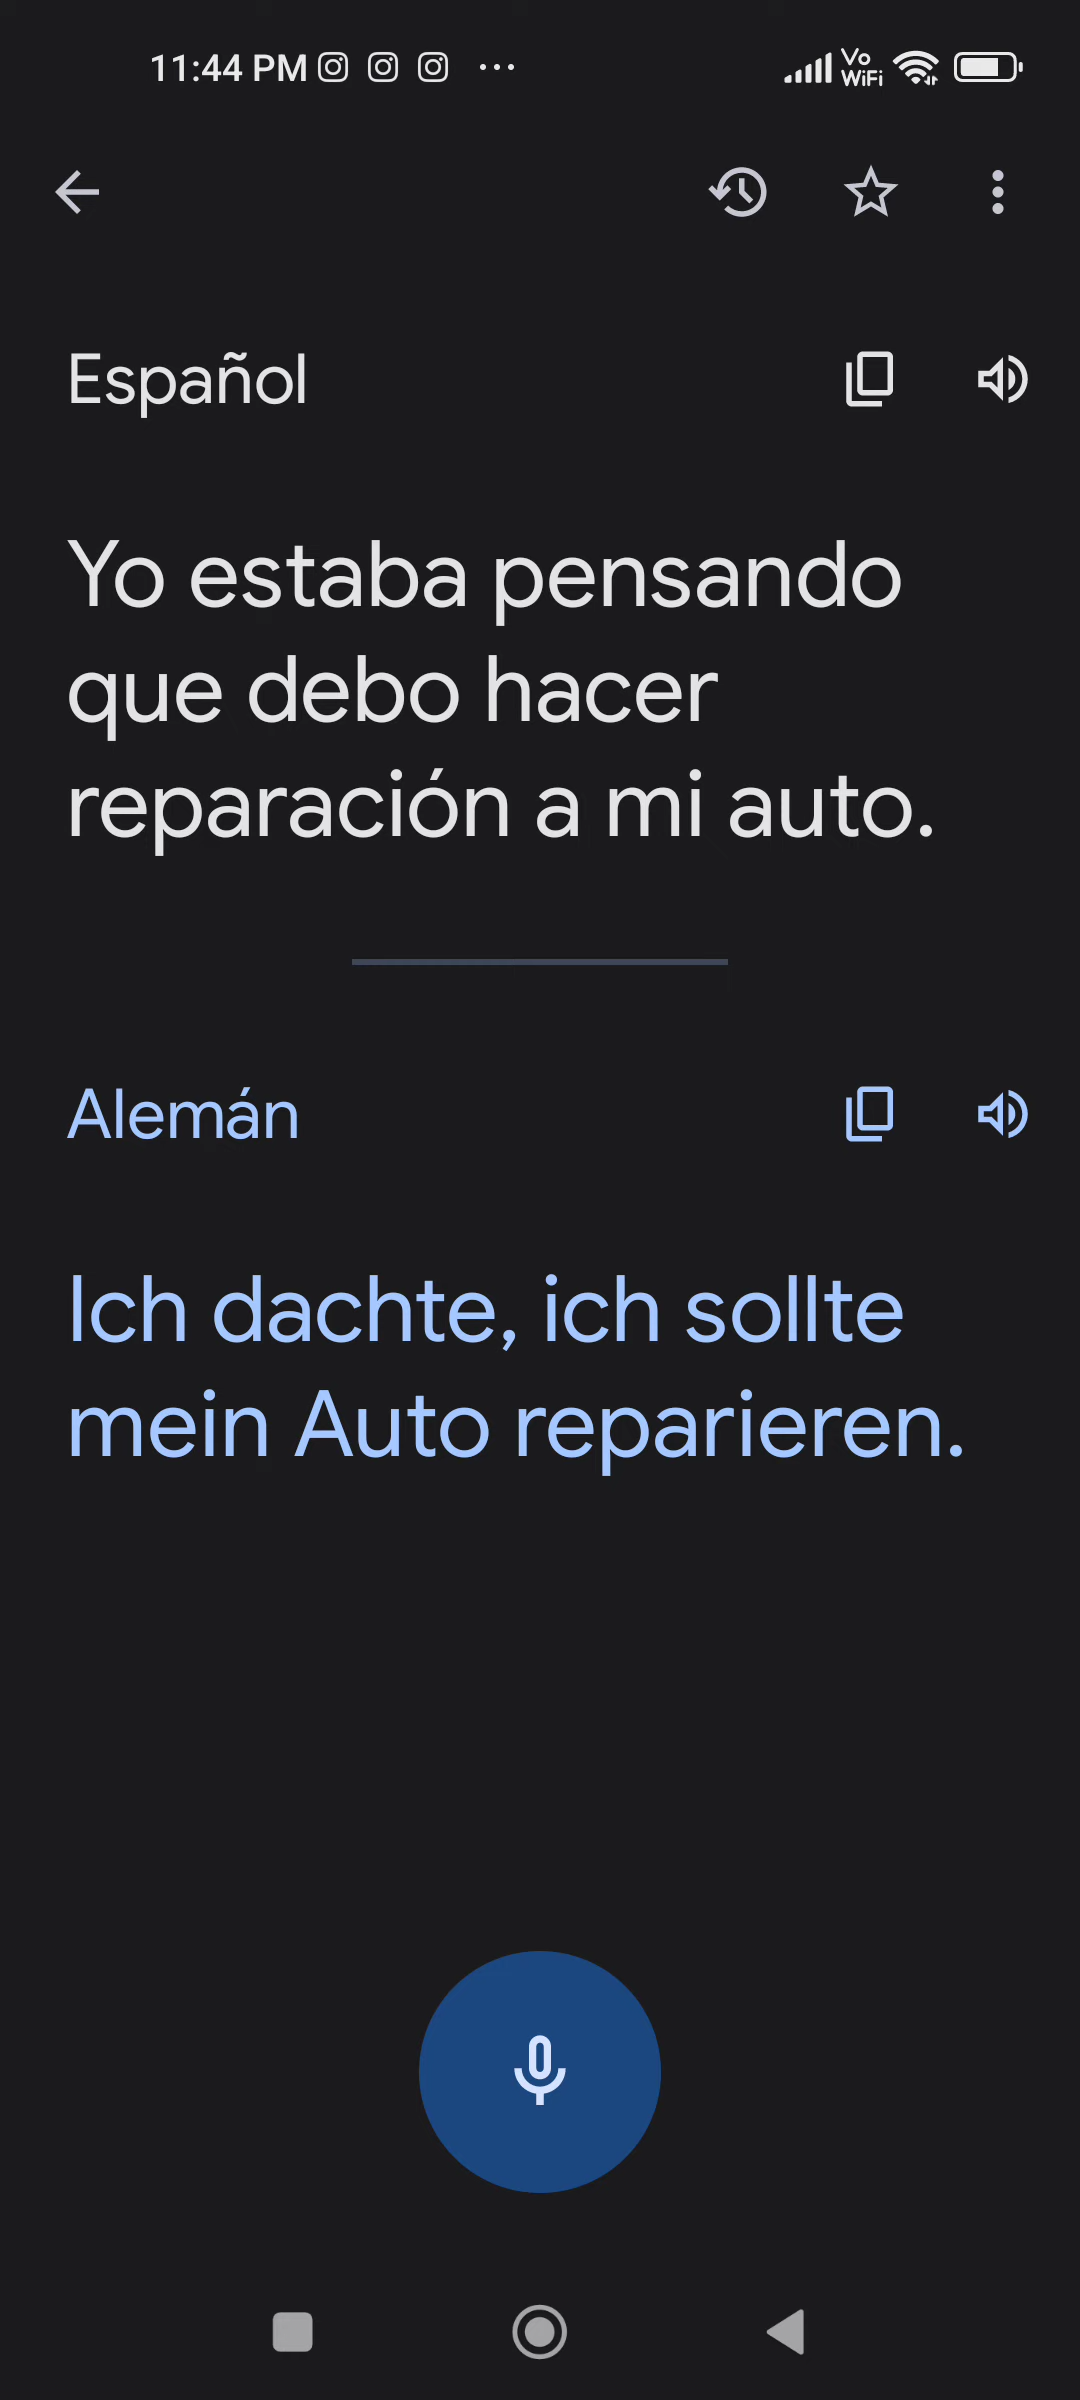 11:44 PM
Vo
WiFi
Español
Yo estaba pensando
que debo hacer
reparación a mi auto.
Alemán
Ich dachte, ich sollte
mein Auto reparieren.